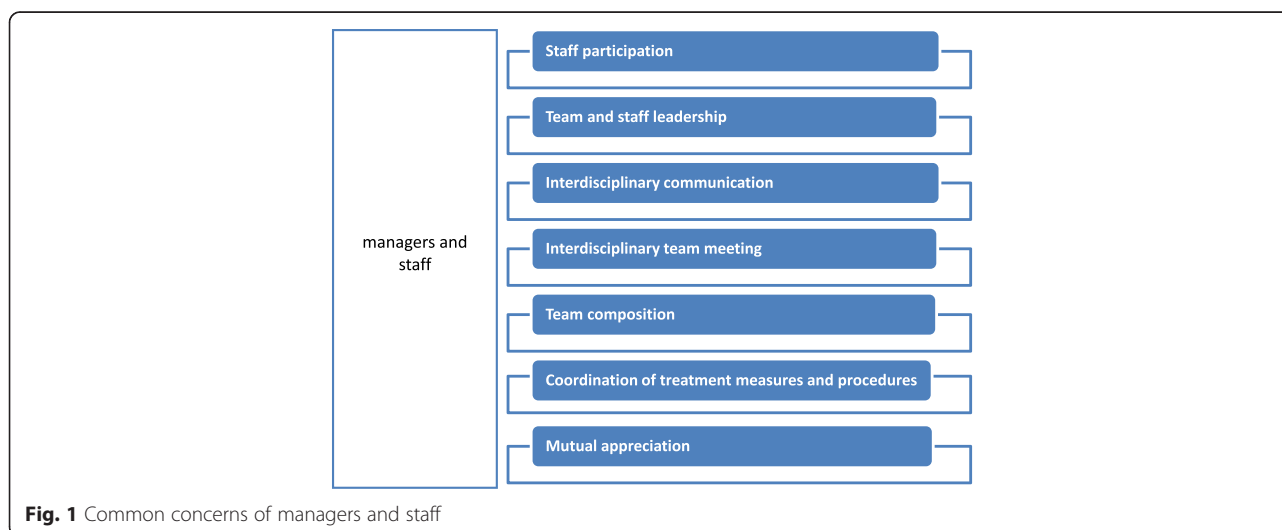 managers and
staff
Staff participation
Team and staff leadership
Interdisciplinary communication
Interdisciplinary team meeting
Team composition
Coordination of treatment measures and procedures
Mutual appreciation
Fig. 1 Common concerns of managers and staff